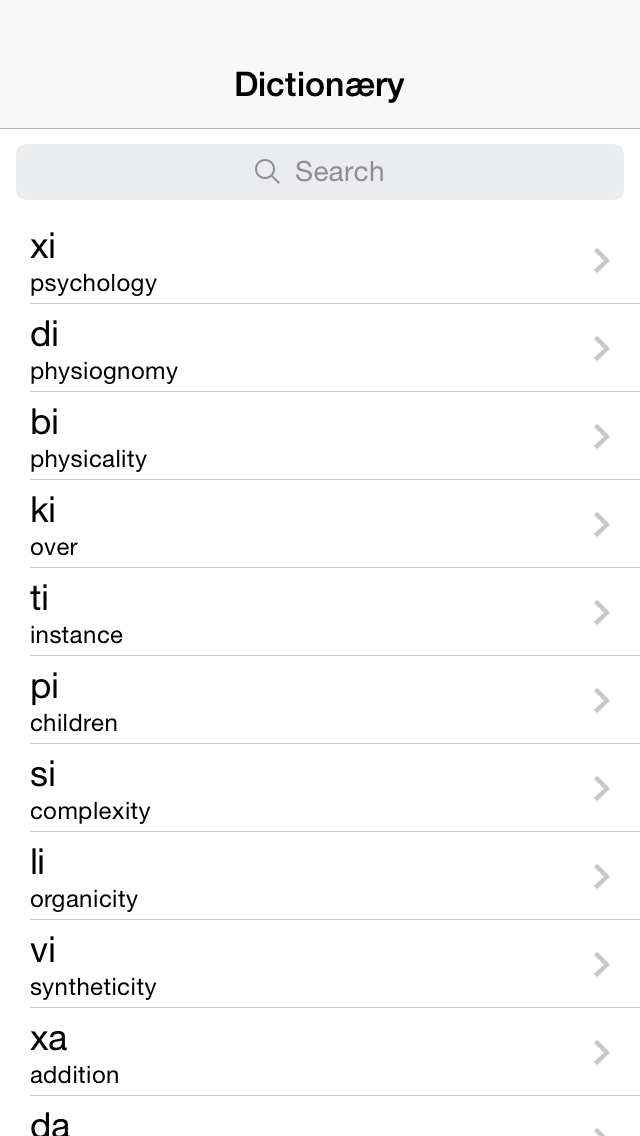 Dictionæry
Search
xi
psychology
di
physiognomy
bi
physicality
ki
over
ti
instance
pi
children
si
complexity
li
organicity
vi
syntheticity
xa
addition
da